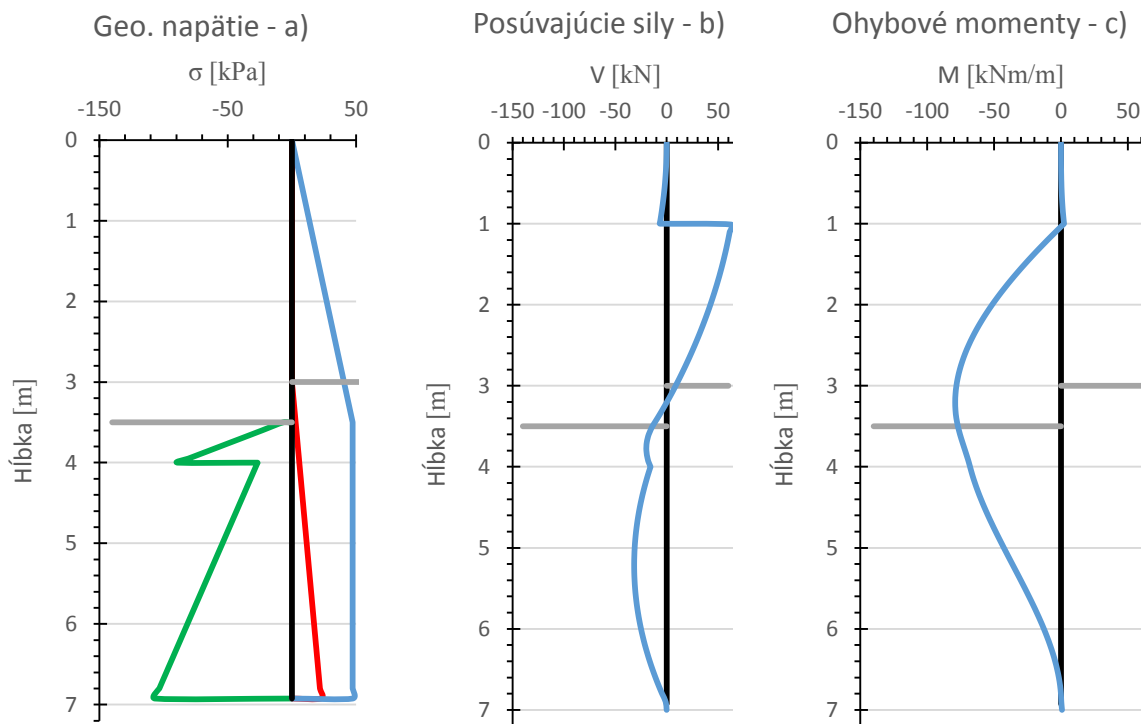 Geo. napätie - a)
σ [kPa]
-150 -50 50
0
1
2
3
4
5
6
7
Hĺbka [m]
Posúvajúce sily - b)
V [kN]
-150 -100 -50 0 50
0
1
2
3
4
5
6
7
Hĺbka [m]
Ohybové momenty - c)
M [kNm/m]
-150 -100 -50 0 50
0
1
2
3
4
5
6
7
Hĺbka [m]